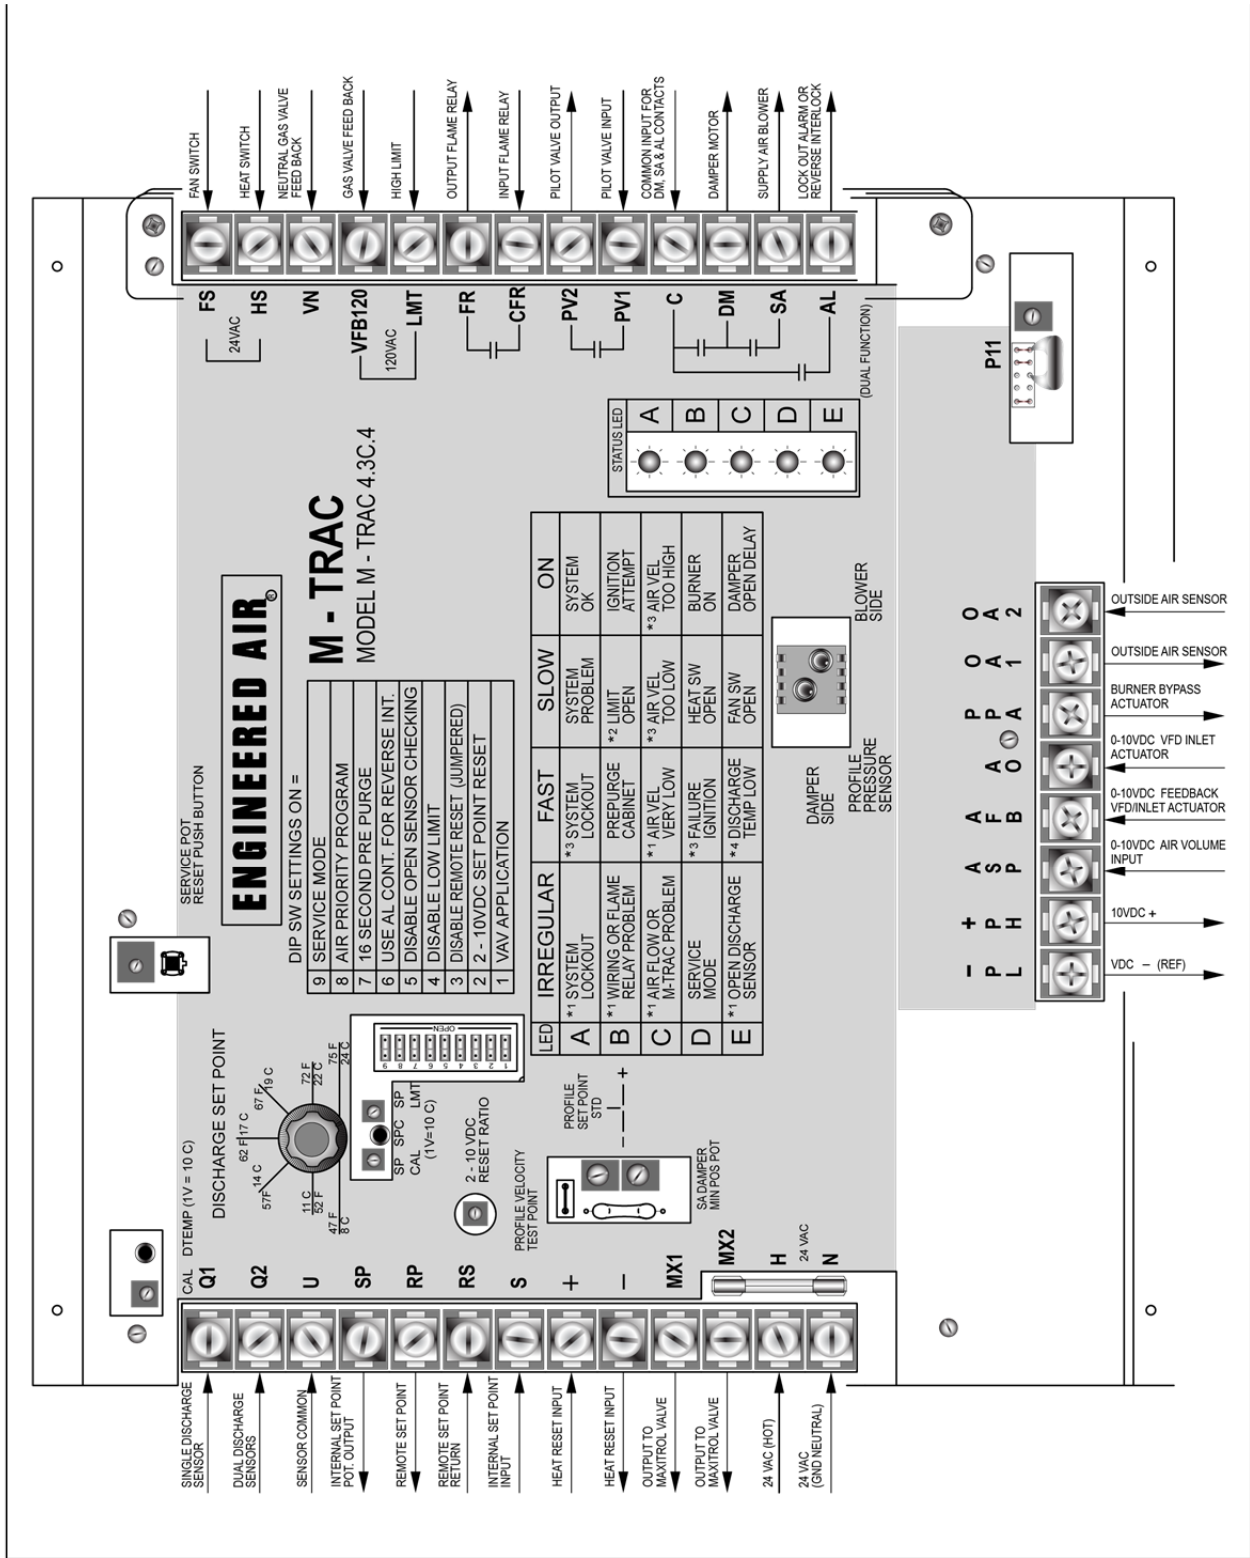 FAN SWITCH
HEAT SWITCH
NEUTRAL GAS VALVE
FEED BACK
GAS VALVE FEED BACK
HIGH LIMIT
OUTPUT FLAME RELAY
INPUT FLAME RELAY
PILOT VALVE OUTPUT
PILOT VALVE INPUT
COMMON INPUT FOR
DM, SA & AL CONTACTS
DAMPER MOTOR
SUPPLY AIR BLOWER
LOCK OUT ALARM OR
REVERSE INTERLOCK
FS
HS
VN
VFB120
LMT
FR
CFR
PV2
PV1
C
DM
SA
AL
24VAC
120VAC
(DUAL FUNCTION)
P11
STATUS LED
A
B
C
D
E
SERVICE POT
RESET PUSH BUTTON
ENGINEERED AIR ®
M - TRAC
MODEL M - TRAC 4.3C.4
DIP SW SETTINGS ON =
9 SERVICE MODE
8 AIR PRIORITY PROGRAM
7 16 SECOND PRE PURGE
6 USE AL CONT. FOR REVERSE INT.
5 DISABLE OPEN SENSOR CHECKING
4 DISABLE LOW LIMIT
3 DISABLE REMOTE RESET (JUMPERED)
2 2 - 10VDC SET POINT RESET
1 VAV APPLICATION
LED IRREGULAR FAST SLOW ON
A *1 SYSTEM LOCKOUT *3 SYSTEM LOCKOUT SYSTEM PROBLEM SYSTEM OK
B *1 WIRING OR FLAME RELAY PROBLEM PREPURGE CABINET *2 LIMIT OPEN IGNITION ATTEMPT
C *1 AIR FLOW OR M-TRAC PROBLEM *1 AIR VEL VERY LOW *3 AIR VEL TOO LOW *3 AIR VEL TOO HIGH
D SERVICE MODE *3 FAILURE IGNITION HEAT SW OPEN BURNER ON
E *1 OPEN DISCHARGE SENSOR *4 DISCHARGE TEMP LOW FAN SW OPEN DAMPER OPEN DELAY
DAMPER
SIDE
PROFILE
PRESSURE
SENSOR
BLOWER
SIDE
CAL DTEMP (1V = 10 C)
DISCHARGE SET POINT
47 F
8 C
11 C
52 F
57F
14 C
62 F
17 C
67 F
19 C
72 F
22 C
75 F
24 C
OPEN
9
8
7
6
5
4
3
2
1
SP SPC SP
CAL LMT
(1V=10 C)
2 - 10 VDC
RESET RATIO
PROFILE VELOCITY
TEST POINT
PROFILE
SET POINT
STD
- +
SA DAMPER
MIN POS POT
Q1
Q2
U
SP
RP
RS
S
+
-
MX1
MX2
H
24 VAC
N
SINGLE DISCHARGE
SENSOR
DUAL DISCHARGE
SENSORS
SENSOR COMMON
INTERNAL SET POINT
POT. OUTPUT
REMOTE SET POINT
REMOTE SET POINT
RETURN
INTERNAL SET POINT
INPUT
HEAT RESET INPUT
HEAT RESET INPUT
OUTPUT TO
MAXITROL VALVE
OUTPUT TO
MAXITROL VALVE
24 VAC (HOT)
24 VAC
(GND NEUTRAL)
OA2
OA1
PPA
AO
AFB
ASP
+PH
-PL
OUTSIDE AIR SENSOR
OUTSIDE AIR SENSOR
BURNER BYPASS
ACTUATOR
0-10VDC VFD INLET
ACTUATOR
0-10VDC FEEDBACK
VFD/INLET ACTUATOR
0-10VDC AIR VOLUME
INPUT
10VDC +
VDC - (REF)